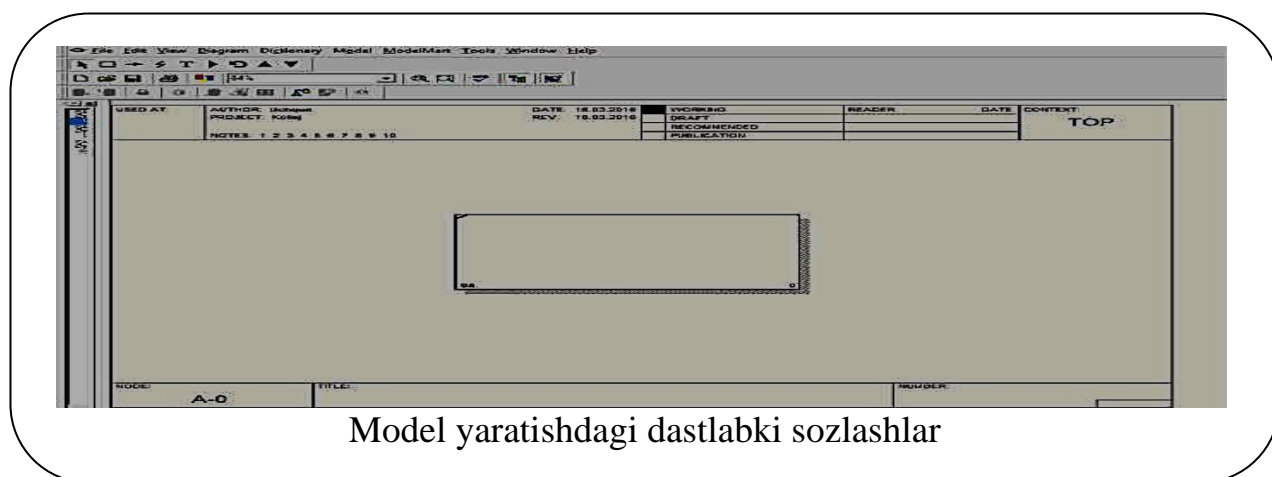 File Edit View Diagram Dictionary Model ModelMart Tools Window Help
84%
USED AT: AUTHOR: DATE: 18.03.2016 WORKING READER DATE CONTEXT:
PROJECT: REV: 18.03.2016 DRAFT TOP
RECOMMENDED
NOTES: 1 2 3 4 5 6 7 8 9 10 PUBLICATION
0
NODE: TITLE: NUMBER:
A-0
Model yaratishdagi dastlabki sozlashlar